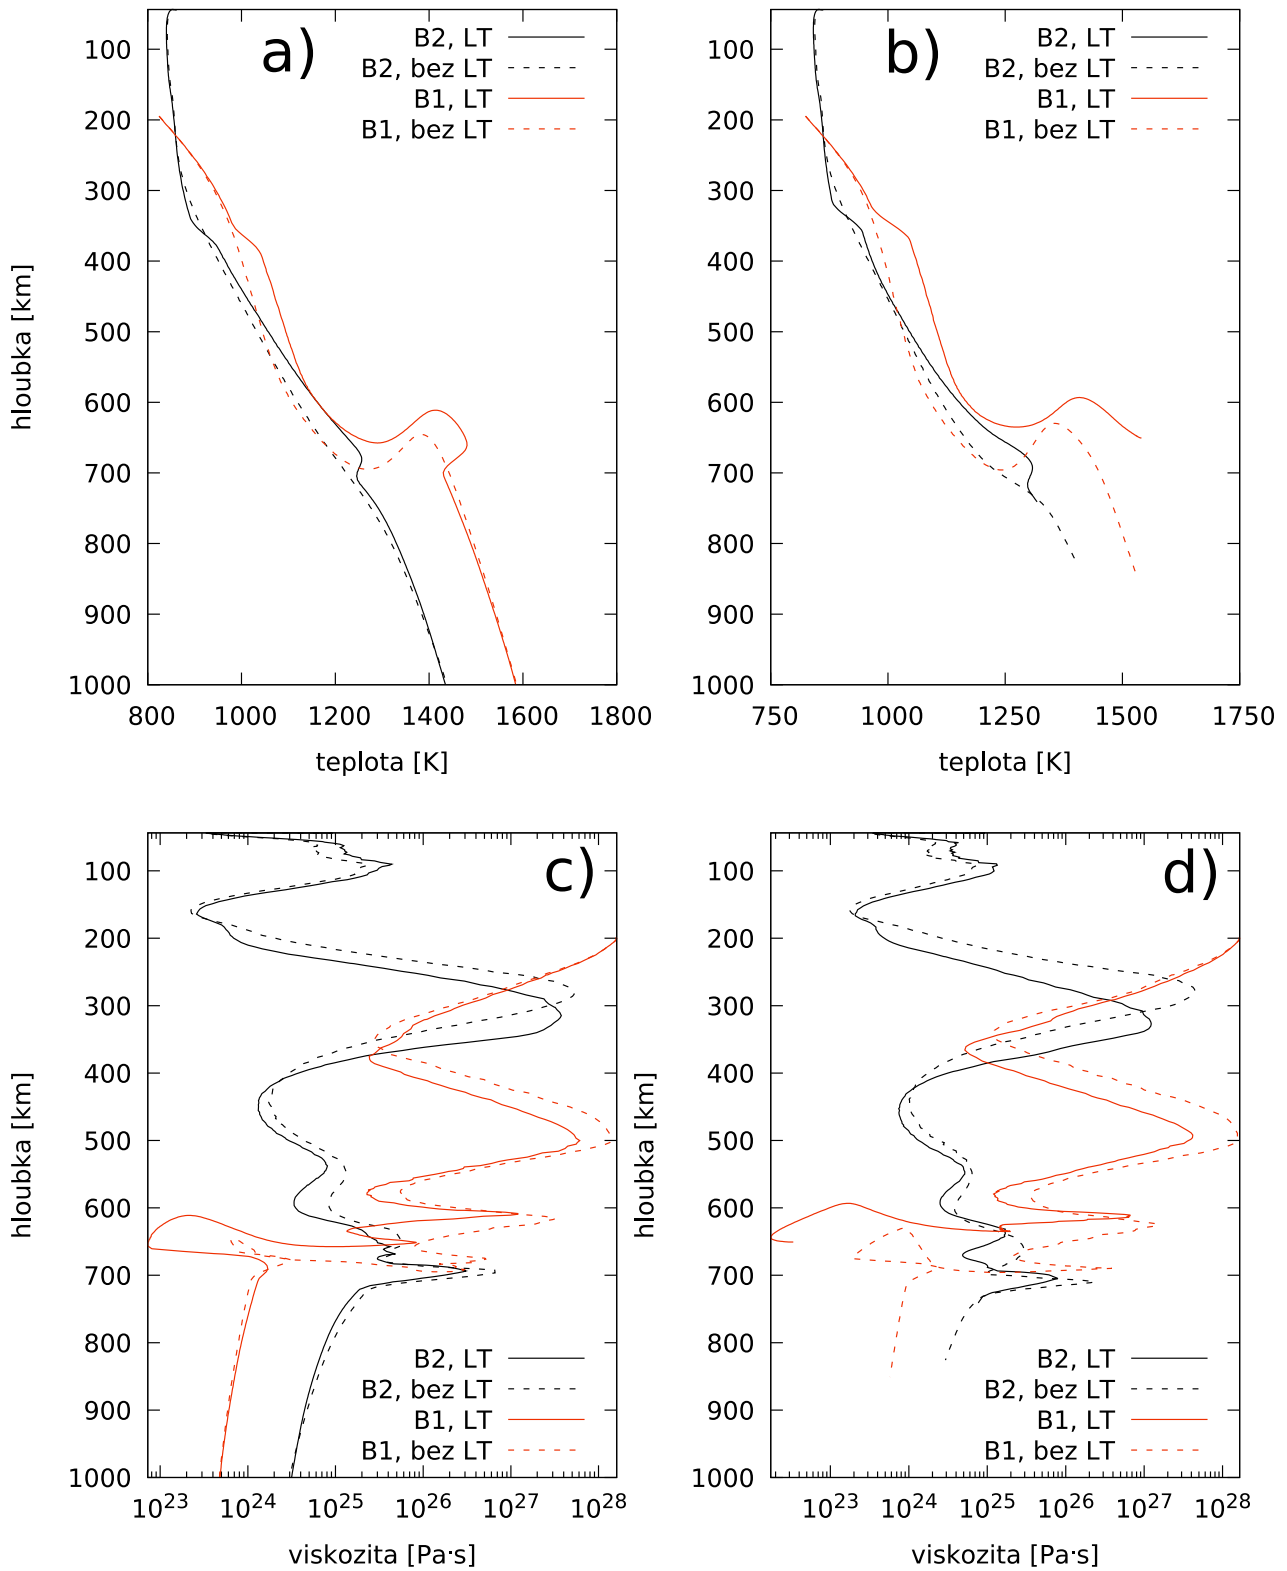 a)
B2, LT
B2, bez LT
B1, LT
B1, bez LT
100
200
300
400
500
600
700
800
900
1000
hloubka [km]
800 1000 1200 1400 1600 1800
teplota [K]
b)
B2, LT
B2, bez LT
B1, LT
B1, bez LT
100
200
300
400
500
600
700
800
900
1000
750 1000 1250 1500 1750
teplota [K]
c)
100
200
300
400
500
600
700
800
900
1000
hloubka [km]
B2, LT
B2, bez LT
B1, LT
B1, bez LT
10^23 10^24 10^25 10^26 10^27 10^28
viskozita [Pa·s]
d)
100
200
300
400
500
600
700
800
900
1000
hloubka [km]
B2, LT
B2, bez LT
B1, LT
B1, bez LT
10^23 10^24 10^25 10^26 10^27 10^28
viskozita [Pa·s]